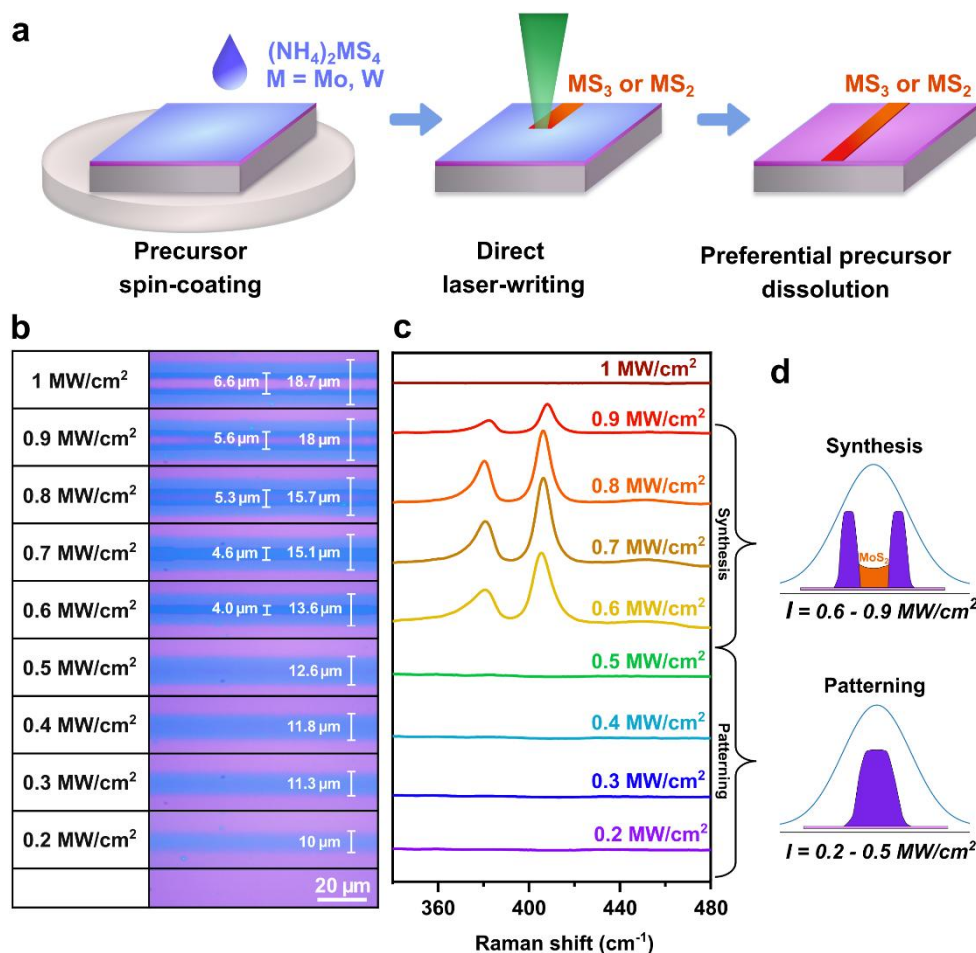 a
(NH₄)₂MS₄
M = Mo, W
MS₃ or MS₂
MS₃ or MS₂
Precursor
spin-coating
Direct
laser-writing
Preferential precursor
dissolution
b
1 MW/cm²
6.6 μm
18.7 μm
0.9 MW/cm²
5.6 μm
18 μm
0.8 MW/cm²
5.3 μm
15.7 μm
0.7 MW/cm²
4.6 μm
15.1 μm
0.6 MW/cm²
4.0 μm
13.6 μm
0.5 MW/cm²
12.6 μm
0.4 MW/cm²
11.8 μm
0.3 MW/cm²
11.3 μm
0.2 MW/cm²
10 μm
20 μm
c
1 MW/cm²
0.9 MW/cm²
0.8 MW/cm²
0.7 MW/cm²
0.6 MW/cm²
0.5 MW/cm²
0.4 MW/cm²
0.3 MW/cm²
0.2 MW/cm²
Synthesis
Patterning
360
400
440
480
Raman shift (cm⁻¹)
d
Synthesis
MoS₂
I = 0.6 - 0.9 MW/cm²
Patterning
I = 0.2 - 0.5 MW/cm²